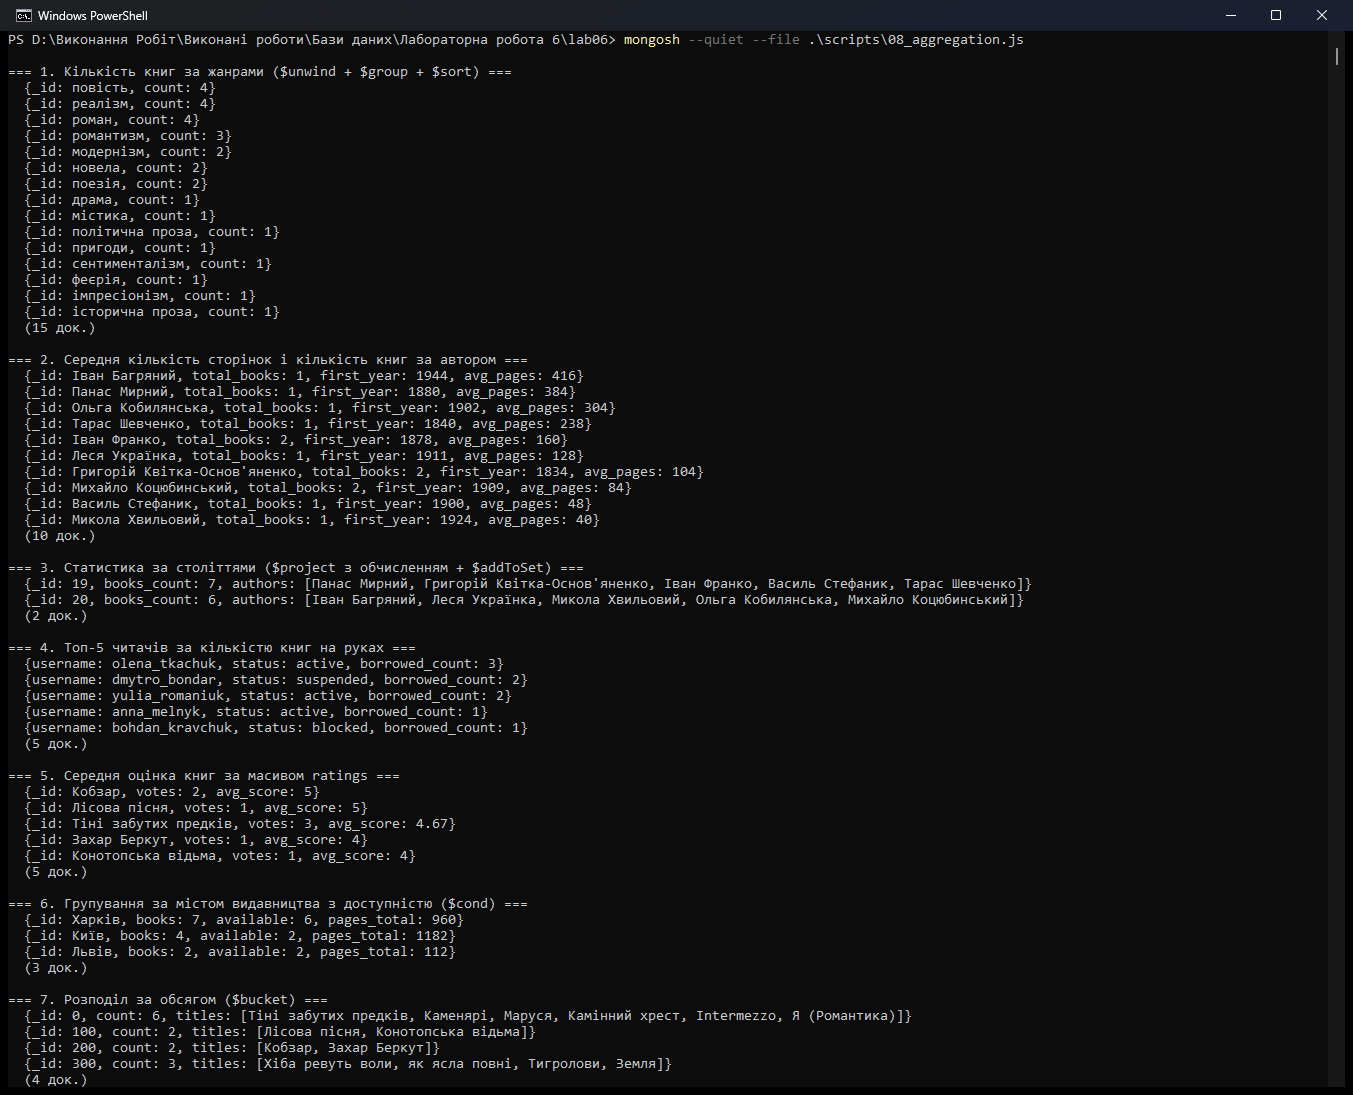 Windows PowerShell
PS D:\Виконання Робіт\Виконані роботи\Бази даних\Лабораторна робота 6\lab06> mongosh --quiet --file .\scripts\08_aggregation.js
=== 1. Кількість книг за жанрами ($unwind + $group + $sort) ===
{_id: повість, count: 4}
{_id: реалізм, count: 4}
{_id: роман, count: 4}
{_id: романтизм, count: 3}
{_id: модернізм, count: 2}
{_id: новела, count: 2}
{_id: поезія, count: 2}
{_id: драма, count: 1}
{_id: містика, count: 1}
{_id: політична проза, count: 1}
{_id: пригоди, count: 1}
{_id: сентименталізм, count: 1}
{_id: феєрія, count: 1}
{_id: імпресіонізм, count: 1}
{_id: історична проза, count: 1}
(15 док.)
=== 2. Середня кількість сторінок і кількість книг за автором ===
{_id: Іван Багряний, total_books: 1, first_year: 1944, avg_pages: 416}
{_id: Панас Мирний, total_books: 1, first_year: 1880, avg_pages: 384}
{_id: Ольга Кобилянська, total_books: 1, first_year: 1902, avg_pages: 304}
{_id: Тарас Шевченко, total_books: 1, first_year: 1840, avg_pages: 238}
{_id: Іван Франко, total_books: 2, first_year: 1878, avg_pages: 160}
{_id: Леся Українка, total_books: 1, first_year: 1911, avg_pages: 128}
{_id: Григорій Квітка-Основ'яненко, total_books: 2, first_year: 1834, avg_pages: 104}
{_id: Михайло Коцюбинський, total_books: 2, first_year: 1909, avg_pages: 84}
{_id: Василь Стефаник, total_books: 1, first_year: 1900, avg_pages: 48}
{_id: Микола Хвильовий, total_books: 1, first_year: 1924, avg_pages: 40}
(10 док.)
=== 3. Статистика за століттями ($project з обчисленням + $addToSet) ===
{_id: 19, books_count: 7, authors: [Панас Мирний, Григорій Квітка-Основ'яненко, Іван Франко, Василь Стефаник, Тарас Шевченко]}
{_id: 20, books_count: 6, authors: [Іван Багряний, Леся Українка, Микола Хвильовий, Ольга Кобилянська, Михайло Коцюбинський]}
(2 док.)
=== 4. Топ-5 читачів за кількістю книг на руках ===
{username: olena_tkachuk, status: active, borrowed_count: 3}
{username: dmytro_bondar, status: suspended, borrowed_count: 2}
{username: yulia_romaniuk, status: active, borrowed_count: 2}
{username: anna_melnyk, status: active, borrowed_count: 1}
{username: bohdan_kravchuk, status: blocked, borrowed_count: 1}
(5 док.)
=== 5. Середня оцінка книг за масивом ratings ===
{_id: Кобзар, votes: 2, avg_score: 5}
{_id: Лісова пісня, votes: 1, avg_score: 5}
{_id: Тіні забутих предків, votes: 3, avg_score: 4.67}
{_id: Захар Беркут, votes: 1, avg_score: 4}
{_id: Конотопська відьма, votes: 1, avg_score: 4}
(5 док.)
=== 6. Групування за містом видавництва з доступністю ($cond) ===
{_id: Харків, books: 7, available: 6, pages_total: 960}
{_id: Київ, books: 4, available: 2, pages_total: 1182}
{_id: Львів, books: 2, available: 2, pages_total: 112}
(3 док.)
=== 7. Розподіл за обсягом ($bucket) ===
{_id: 0, count: 6, titles: [Тіні забутих предків, Каменярі, Маруся, Камінний хрест, Intermezzo, Я (Романтика)]}
{_id: 100, count: 2, titles: [Лісова пісня, Конотопська відьма]}
{_id: 200, count: 2, titles: [Кобзар, Захар Беркут]}
{_id: 300, count: 3, titles: [Хіба ревуть воли, як ясла повні, Тигролови, Земля]}
(4 док.)